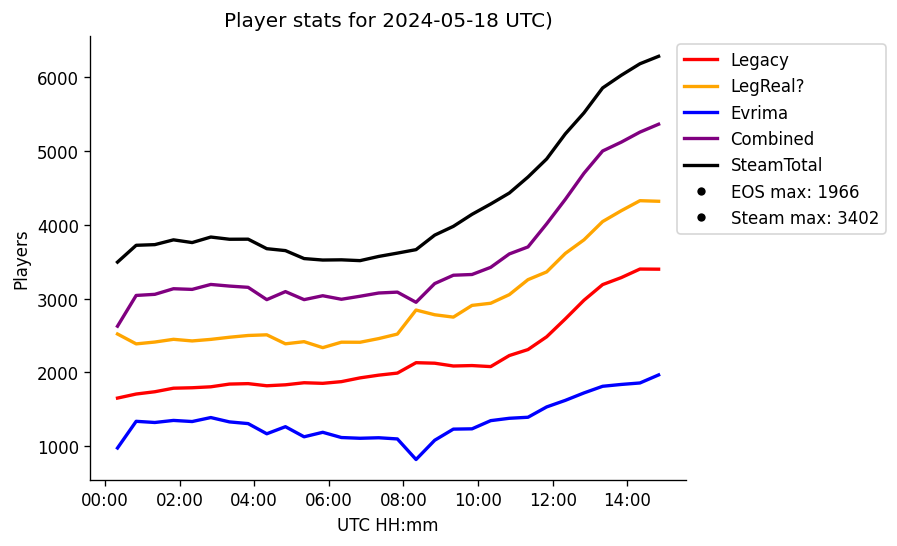 Player stats for 2024-05-18 UTC)
Legacy
LegReal?
Evrima
Combined
SteamTotal
EOS max: 1966
Steam max: 3402
Players
6000
5000
4000
3000
2000
1000
00:00 02:00 04:00 06:00 08:00 10:00 12:00 14:00
UTC HH:mm